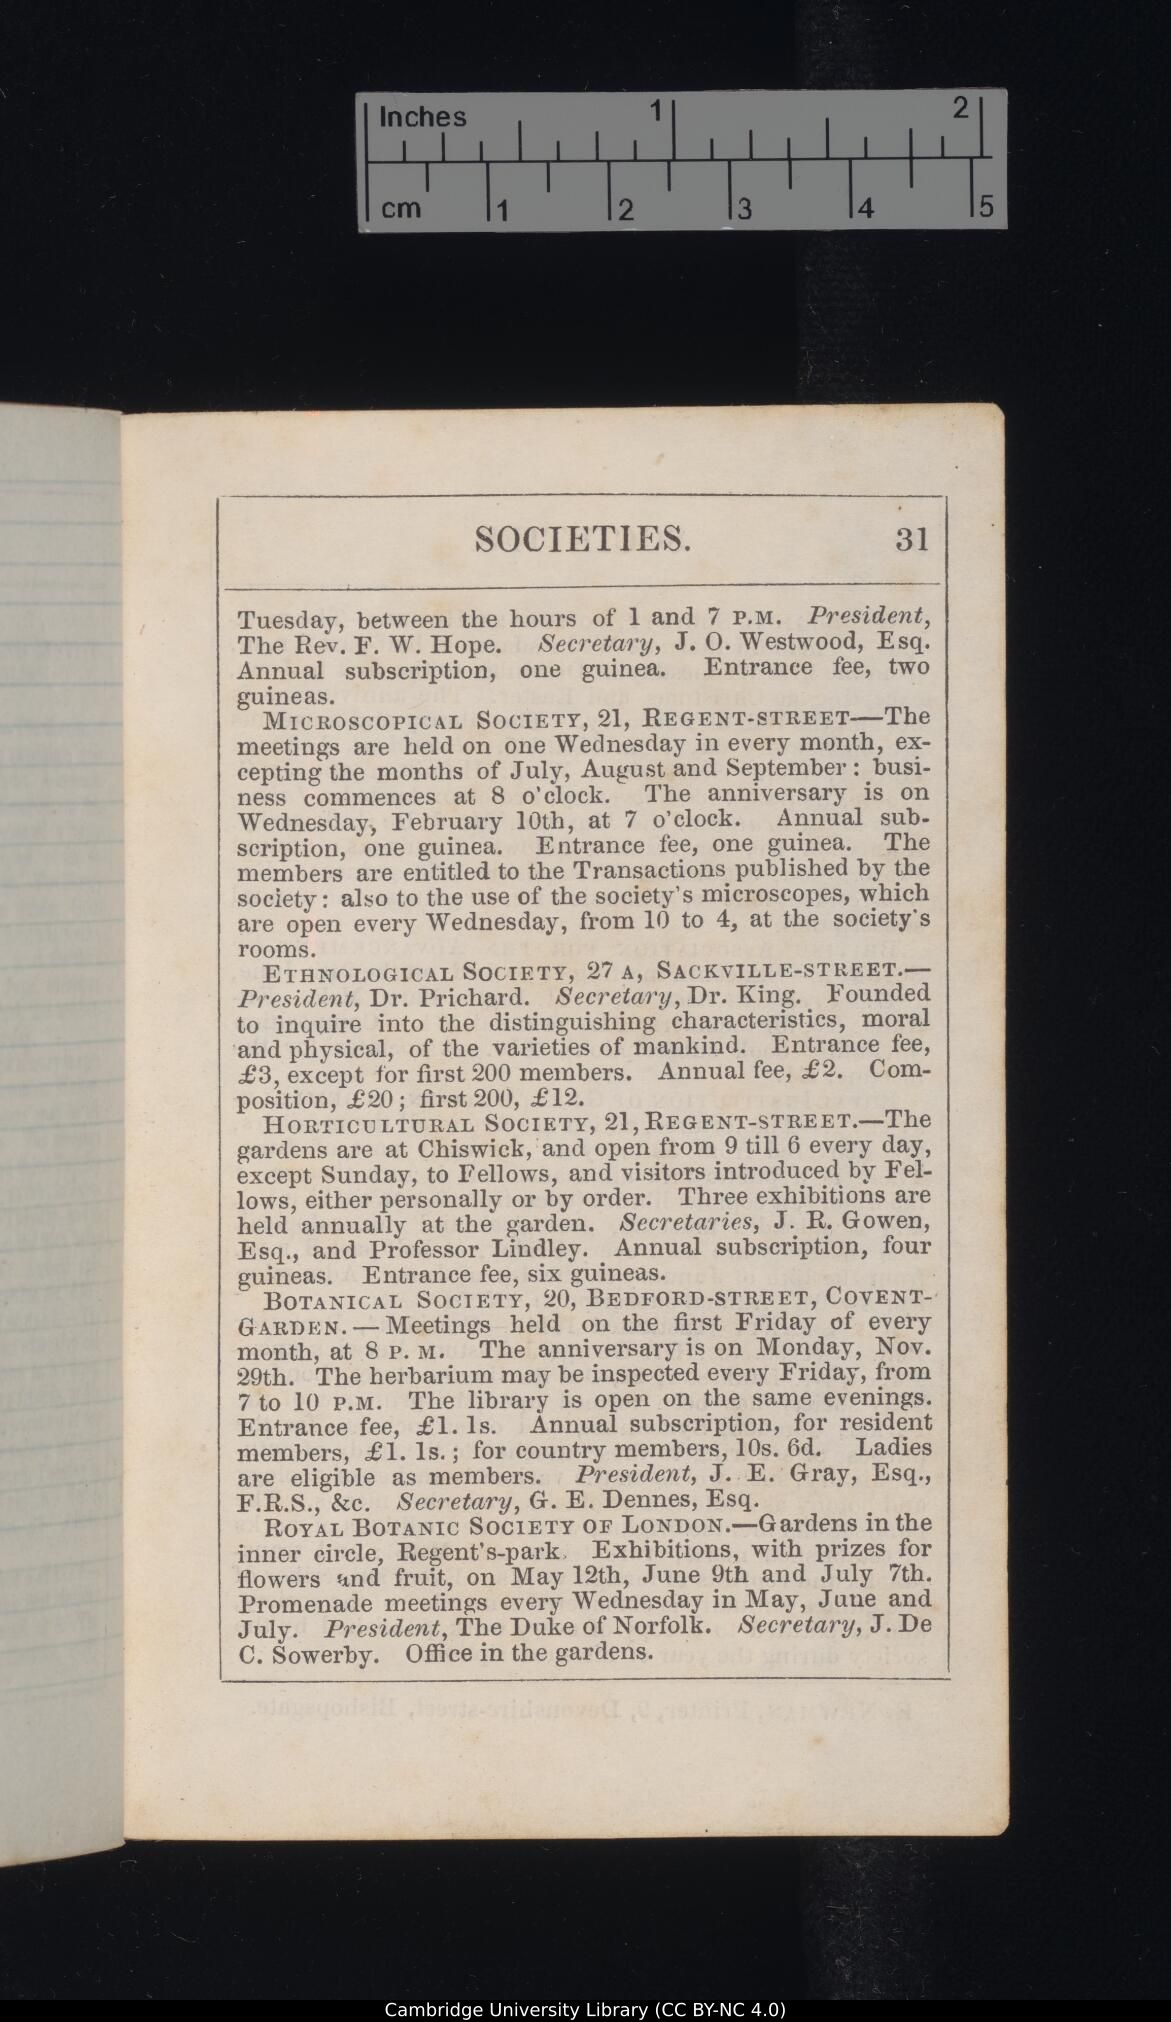 Inches 1 2
cm 1 2 3 4 5
SOCIETIES. 31
Tuesday, between the hours of 1 and 7 P.M. President,
The Rev. F. W. Hope. Secretary, J. O. Westwood, Esq.
Annual subscription, one guinea. Entrance fee, two
guineas.
MICROSCOPICAL SOCIETY, 21, REGENT-STREET—The
meetings are held on one Wednesday in every month, ex-
cepting the months of July, August and September: busi-
ness commences at 8 o'clock. The anniversary is on
Wednesday, February 10th, at 7 o'clock. Annual sub-
scription, one guinea. Entrance fee, one guinea. The
members are entitled to the Transactions published by the
society: also to the use of the society's microscopes, which
are open every Wednesday, from 10 to 4, at the society's
rooms.
ETHNOLOGICAL SOCIETY, 27 A, SACKVILLE-STREET.—
President, Dr. Prichard. Secretary, Dr. King. Founded
to inquire into the distinguishing characteristics, moral
and physical, of the varieties of mankind. Entrance fee,
£3, except for first 200 members. Annual fee, £2. Com-
position, £20; first 200, £12.
HORTICULTURAL SOCIETY, 21, REGENT-STREET.—The
gardens are at Chiswick, and open from 9 till 6 every day,
except Sunday, to Fellows, and visitors introduced by Fel-
lows, either personally or by order. Three exhibitions are
held annually at the garden. Secretaries, J. R. Gowen,
Esq., and Professor Lindley. Annual subscription, four
guineas. Entrance fee, six guineas.
BOTANICAL SOCIETY, 20, BEDFORD-STREET, COVENT-
GARDEN.—Meetings held on the first Friday of every
month, at 8 P. M. The anniversary is on Monday, Nov.
29th. The herbarium may be inspected every Friday, from
7 to 10 P.M. The library is open on the same evenings.
Entrance fee, £1. 1s. Annual subscription, for resident
members, £1. 1s.; for country members, 10s. 6d. Ladies
are eligible as members. President, J. E. Gray, Esq.,
F.R.S., &c. Secretary, G. E. Dennes, Esq.
ROYAL BOTANIC SOCIETY OF LONDON.—Gardens in the
inner circle, Regent's-park. Exhibitions, with prizes for
flowers and fruit, on May 12th, June 9th and July 7th.
Promenade meetings every Wednesday in May, June and
July. President, The Duke of Norfolk. Secretary, J. De
C. Sowerby. Office in the gardens.
Cambridge University Library (CC BY-NC 4.0)